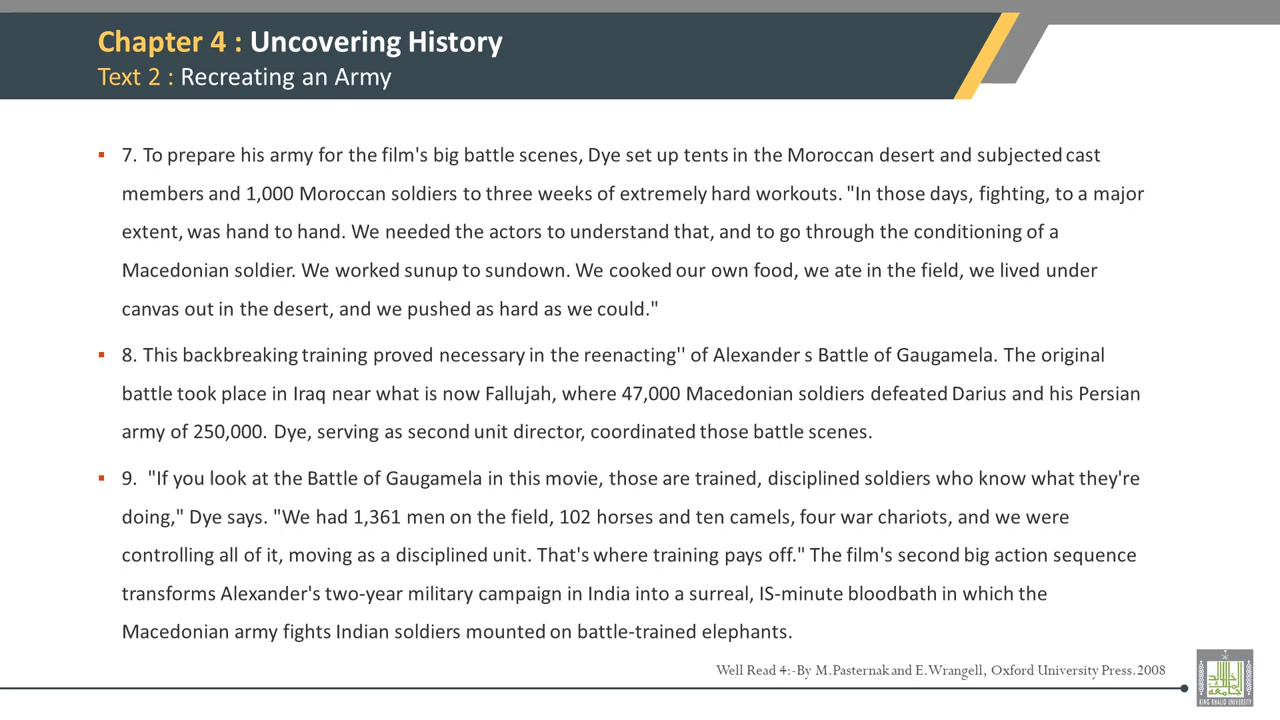 Chapter 4 : Uncovering History
Text 2 : Recreating an Army
▪ 7. To prepare his army for the film's big battle scenes, Dye set up tents in the Moroccan desert and subjected cast
members and 1,000 Moroccan soldiers to three weeks of extremely hard workouts. "In those days, fighting, to a major
extent, was hand to hand. We needed the actors to understand that, and to go through the conditioning of a
Macedonian soldier. We worked sunup to sundown. We cooked our own food, we ate in the field, we lived under
canvas out in the desert, and we pushed as hard as we could."
▪ 8. This backbreaking training proved necessary in the reenacting'' of Alexander s Battle of Gaugamela. The original
battle took place in Iraq near what is now Fallujah, where 47,000 Macedonian soldiers defeated Darius and his Persian
army of 250,000. Dye, serving as second unit director, coordinated those battle scenes.
▪ 9. "If you look at the Battle of Gaugamela in this movie, those are trained, disciplined soldiers who know what they're
doing," Dye says. "We had 1,361 men on the field, 102 horses and ten camels, four war chariots, and we were
controlling all of it, moving as a disciplined unit. That's where training pays off." The film's second big action sequence
transforms Alexander's two-year military campaign in India into a surreal, IS-minute bloodbath in which the
Macedonian army fights Indian soldiers mounted on battle-trained elephants.
Well Read 4:-By M.Pasternak and E.Wrangell, Oxford University Press.2008
KING KHALID UNIVERSITY